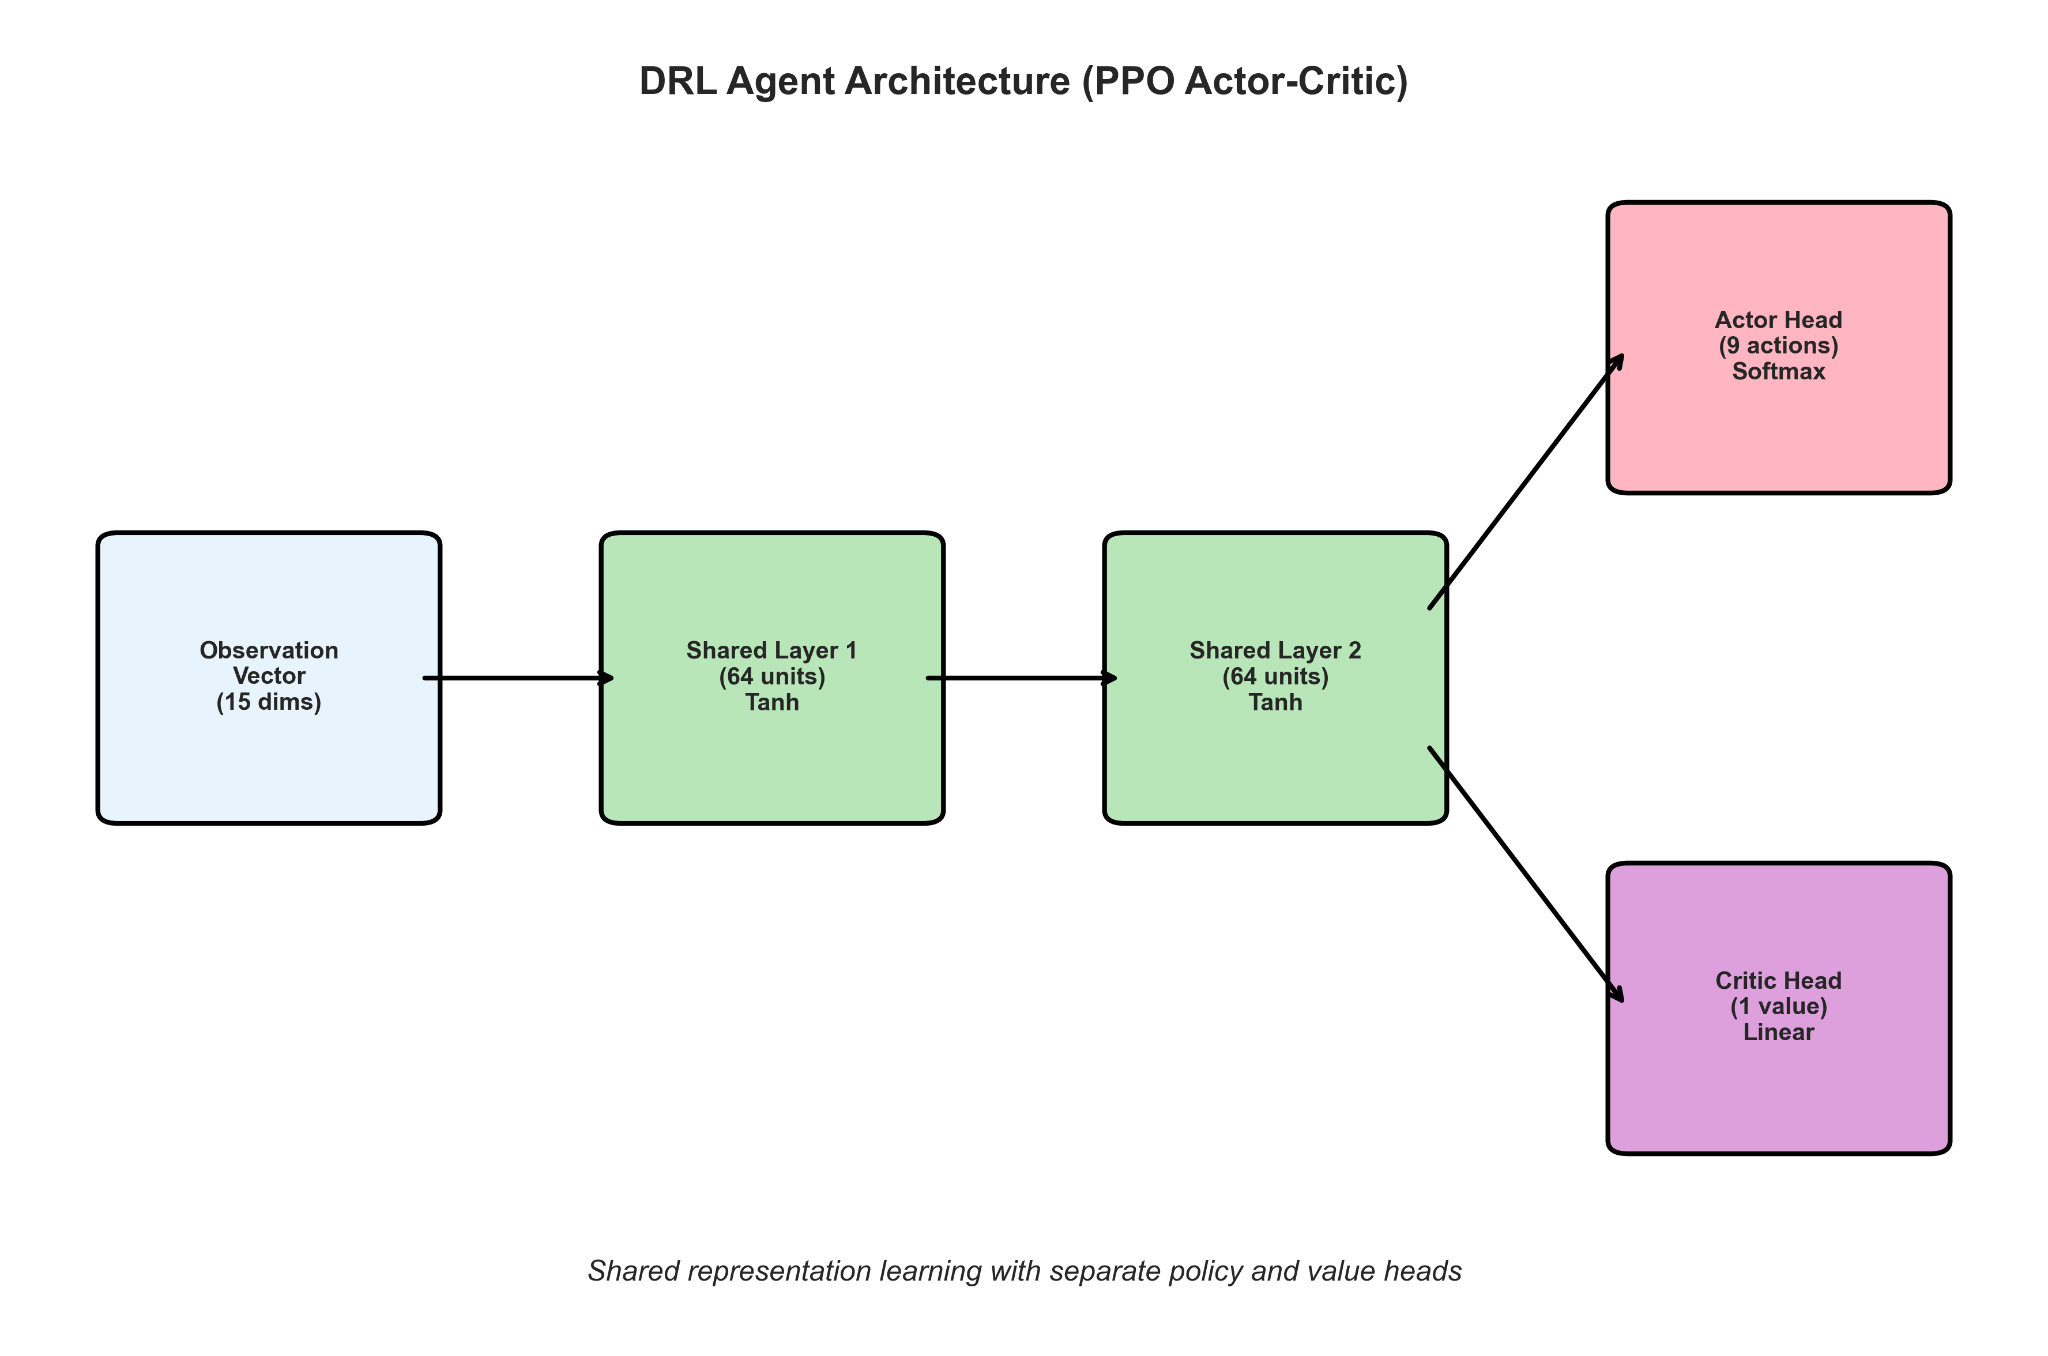 DRL Agent Architecture (PPO Actor-Critic)
Actor Head
(9 actions)
Softmax
Observation
Vector
(15 dims)
Shared Layer 1
(64 units)
Tanh
Shared Layer 2
(64 units)
Tanh
Critic Head
(1 value)
Linear
Shared representation learning with separate policy and value heads